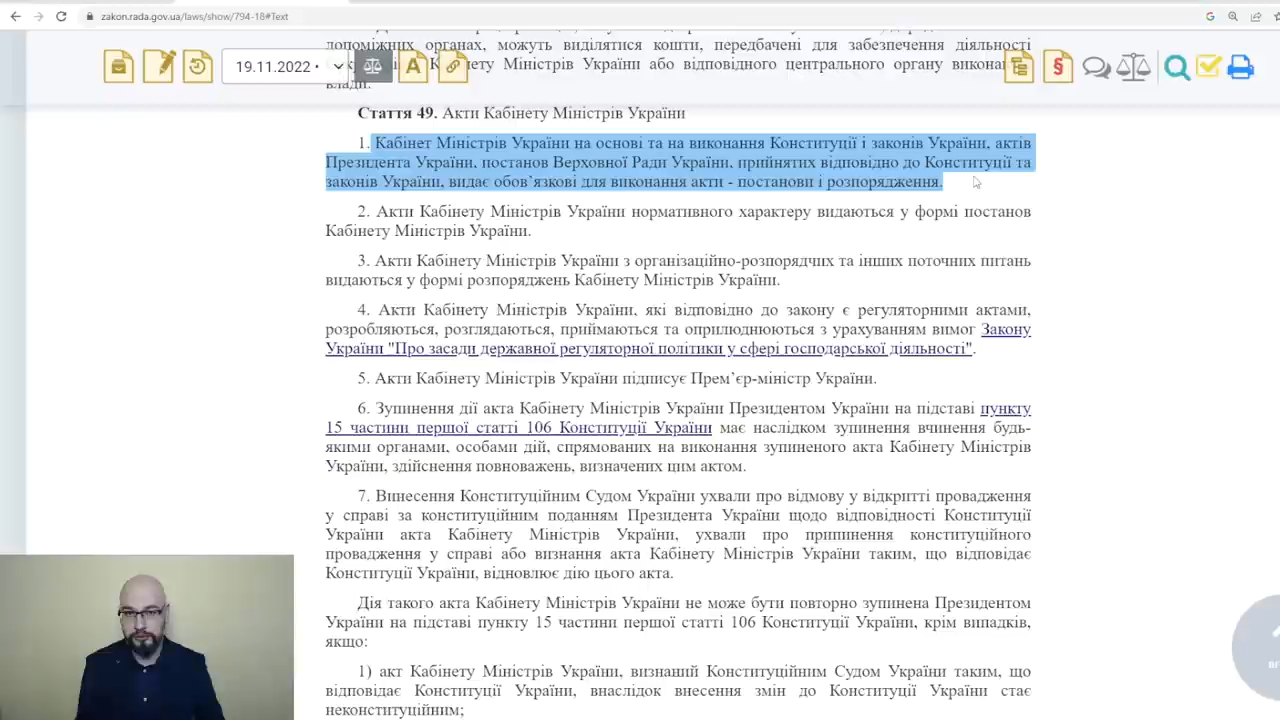 zakon.rada.gov.ua/laws/show/794-18#Text
допоміжних органах, можуть виділятися кошти, передбачені для забезпечення діяльності
Кабінету Міністрів України або відповідного центрального органу
влади.
19.11.2022
Стаття 49. Акти Кабінету Міністрів України
1. Кабінет Міністрів України на основі та на виконання Конституції і законів України, актів
Президента України, постанов Верховної Ради України, прийнятих відповідно до Конституції та
законів України, видає обов’язкові для виконання акти - постанови і розпорядження.
2. Акти Кабінету Міністрів України нормативного характеру видаються у формі постанов
Кабінету Міністрів України.
3. Акти Кабінету Міністрів України з організаційно-розпорядчих та інших поточних питань
видаються у формі розпоряджень Кабінету Міністрів України.
4. Акти Кабінету Міністрів України, які відповідно до закону є регуляторними актами,
розробляються, розглядаються, приймаються та оприлюднюються з урахуванням вимог Закону
України "Про засади державної регуляторної політики у сфері господарської діяльності".
5. Акти Кабінету Міністрів України підписує Прем’єр-міністр України.
6. Зупинення дії акта Кабінету Міністрів України Президентом України на підставі пункту
15 частини першої статті 106 Конституції України має наслідком зупинення вчинення будь-
якими органами, особами дій, спрямованих на виконання зупиненого акта Кабінету Міністрів
України, здійснення повноважень, визначених цим актом.
7. Винесення Конституційним Судом України ухвали про відмову у відкритті провадження
у справі за конституційним поданням Президента України щодо відповідності Конституції
України акта Кабінету Міністрів України, ухвали про припинення конституційного
провадження у справі або визнання акта Кабінету Міністрів України таким, що відповідає
Конституції України, відновлює дію цього акта.
Дія такого акта Кабінету Міністрів України не може бути повторно зупинена Президентом
України на підставі пункту 15 частини першої статті 106 Конституції України, крім випадків,
якщо:
1) акт Кабінету Міністрів України, визнаний Конституційним Судом України таким, що
відповідає Конституції України, внаслідок внесення змін до Конституції України стає
неконституційним;